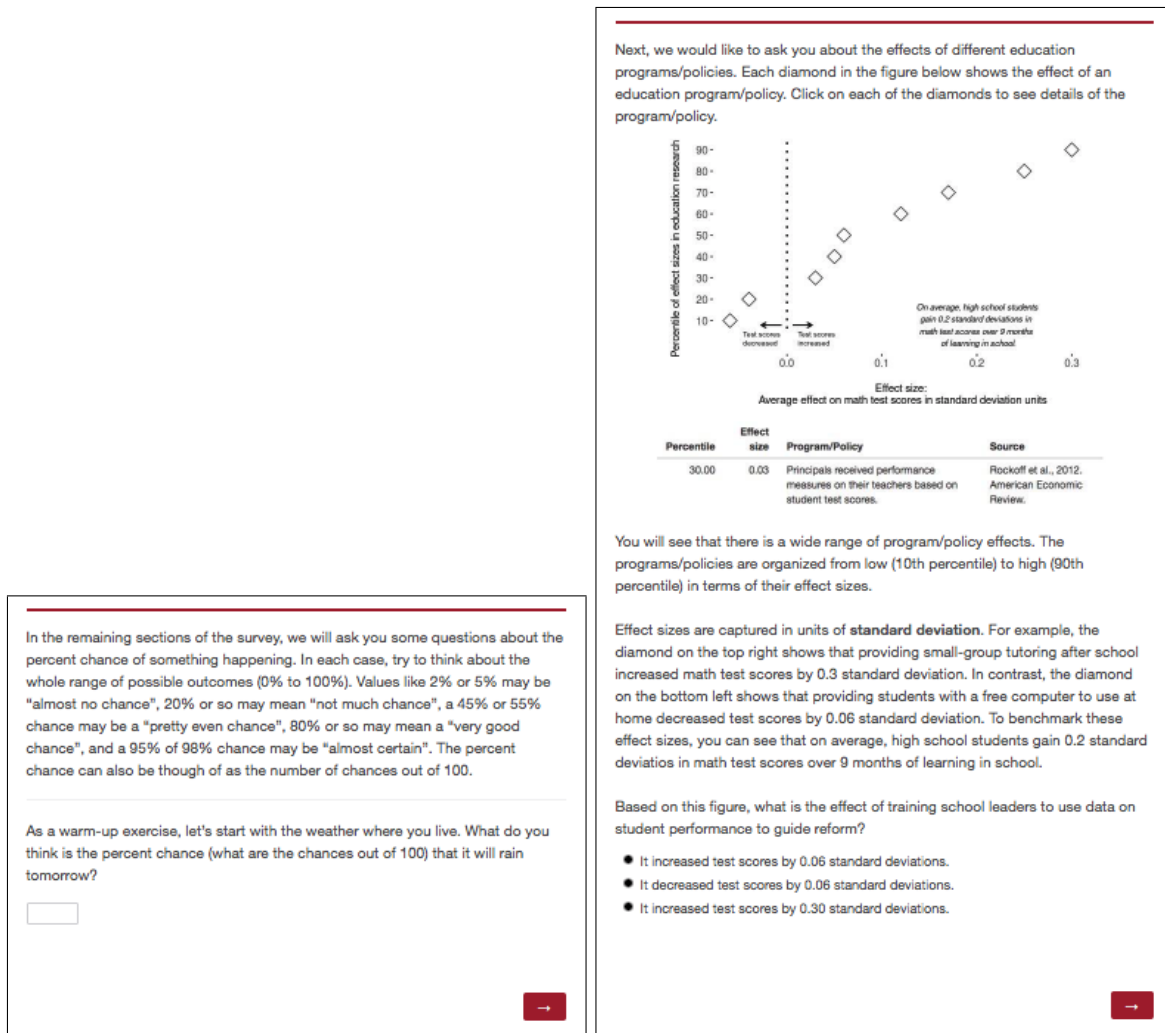 In the remaining sections of the survey, we will ask you some questions about the
percent chance of something happening. In each case, try to think about the
whole range of possible outcomes (0% to 100%). Values like 2% or 5% may be
“almost no chance”, 20% or so may mean “not much chance”, a 45% or 55%
chance may be a “pretty even chance”, 80% or so may mean a “very good
chance”, and a 95% of 98% chance may be “almost certain”. The percent
chance can also be though of as the number of chances out of 100.
As a warm-up exercise, let's start with the weather where you live. What do you
think is the percent chance (what are the chances out of 100) that it will rain
tomorrow?
→
Next, we would like to ask you about the effects of different education
programs/policies. Each diamond in the figure below shows the effect of an
education program/policy. Click on each of the diamonds to see details of the
program/policy.
Percentile of effect sizes in education research
90
80
70
60
50
40
30
20
10
Test scores
decreased
Test scores
increased
On average, high school students
gain 0.2 standard deviations in
math test scores over 9 months
of learning in school
0.0 0.1 0.2 0.3
Effect size:
Average effect on math test scores in standard deviation units
Percentile Effect size Program/Policy Source
30.00 0.03 Principals received performance Rockoff et al., 2012.
measures on their teachers based on American Economic
student test scores. Review.
You will see that there is a wide range of program/policy effects. The
programs/policies are organized from low (10th percentile) to high (90th
percentile) in terms of their effect sizes.
Effect sizes are captured in units of standard deviation. For example, the
diamond on the top right shows that providing small-group tutoring after school
increased math test scores by 0.3 standard deviation. In contrast, the diamond
on the bottom left shows that providing students with a free computer to use at
home decreased test scores by 0.06 standard deviation. To benchmark these
effect sizes, you can see that on average, high school students gain 0.2 standard
deviatios in math test scores over 9 months of learning in school.
Based on this figure, what is the effect of training school leaders to use data on
student performance to guide reform?
It increased test scores by 0.06 standard deviations.
It decreased test scores by 0.06 standard deviations.
It increased test scores by 0.30 standard deviations.
→